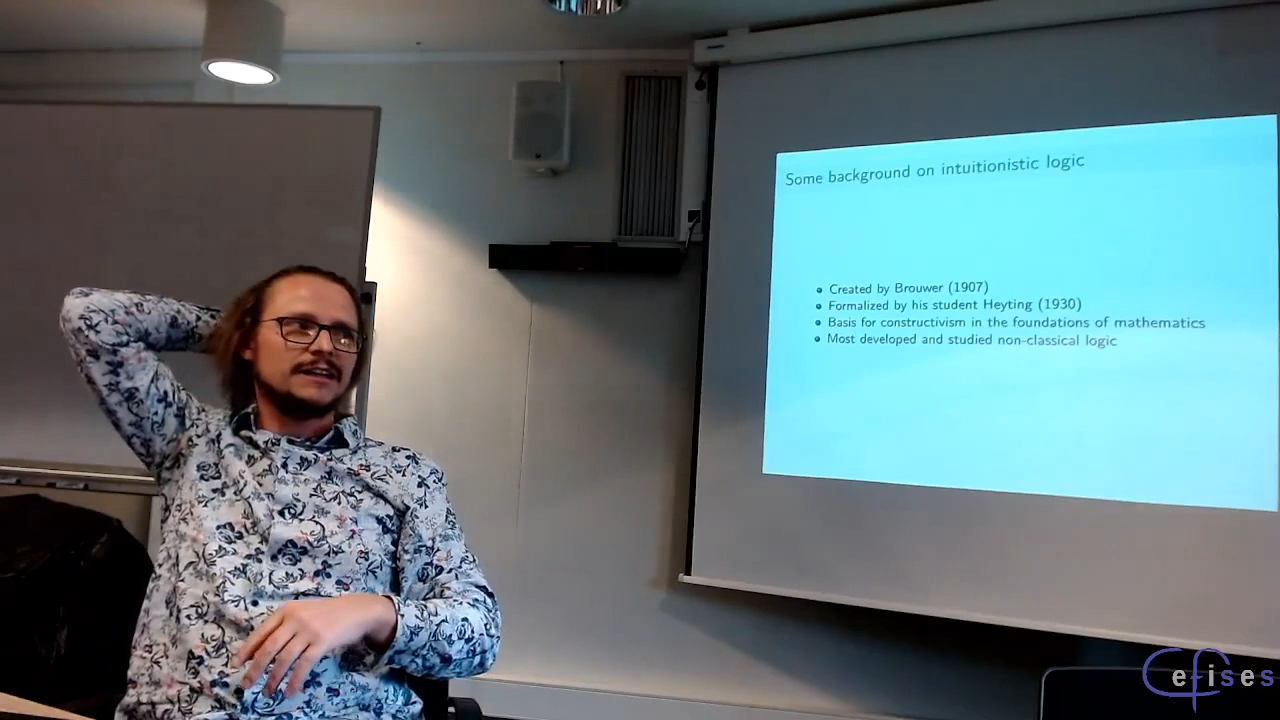 Some background on intuitionistic logic
Created by Brouwer (1907)
Formalized by his student Heyting (1930)
Basis for constructivism in the foundations of mathematics
Most developed and studied non-classical logic
Cefises